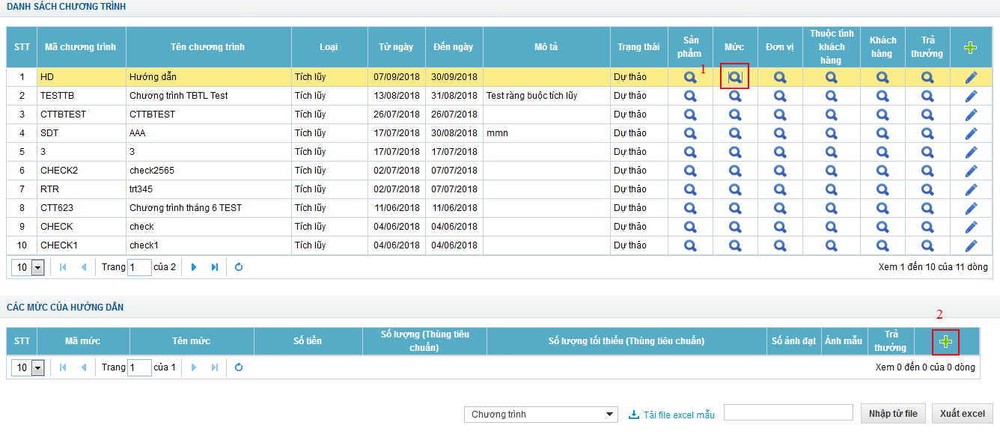 DANH SÁCH CHƯƠNG TRÌNH
STT Mã chương trình Tên chương trình Loại Từ ngày Đến ngày Mô tả Trạng thái Sản phẩm Mức Đơn vị Thuộc tính khách hàng Khách hàng Trả thưởng
1 HD Hướng dẫn Tích lũy 07/09/2018 30/09/2018 Dự thảo 1
2 TESTTB Chương trình TBTL Test Tích lũy 13/08/2018 31/08/2018 Test ràng buộc tích lũy Dự thảo
3 CTTBTEST CTTBTEST Tích lũy 26/07/2018 26/07/2018 Dự thảo
4 SDT AAA Tích lũy 17/07/2018 30/08/2018 mmn Dự thảo
5 3 3 Tích lũy 17/07/2018 17/07/2018 Dự thảo
6 CHECK2 check2565 Tích lũy 02/07/2018 07/07/2018 Dự thảo
7 RTR trt345 Tích lũy 02/07/2018 07/07/2018 Dự thảo
8 CTT623 Chương trình tháng 6 TEST Tích lũy 11/06/2018 11/06/2018 Dự thảo
9 CHECK check Tích lũy 04/06/2018 04/06/2018 Dự thảo
10 CHECK1 check1 Tích lũy 04/06/2018 04/06/2018 Dự thảo
10 Trang 1 của 2 Xem 1 đến 10 của 11 dòng
CÁC MỨC CỦA HƯỚNG DẪN
2
STT Mã mức Tên mức Số tiền Số lượng (Thùng tiêu chuẩn) Số lượng tối thiểu (Thùng tiêu chuẩn) Số ảnh đạt Ảnh mẫu Trả thưởng
10 Trang 1 của 1 Xem 0 đến 0 của 0 dòng
Chương trình Tải file excel mẫu Nhập từ file Xuất excel